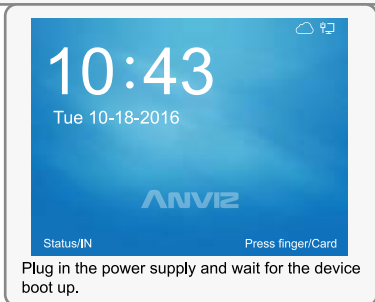 10:43
Tue 10-18-2016
ANVIZ
Status/IN Press finger/Card
Plug in the power supply and wait for the device
boot up.